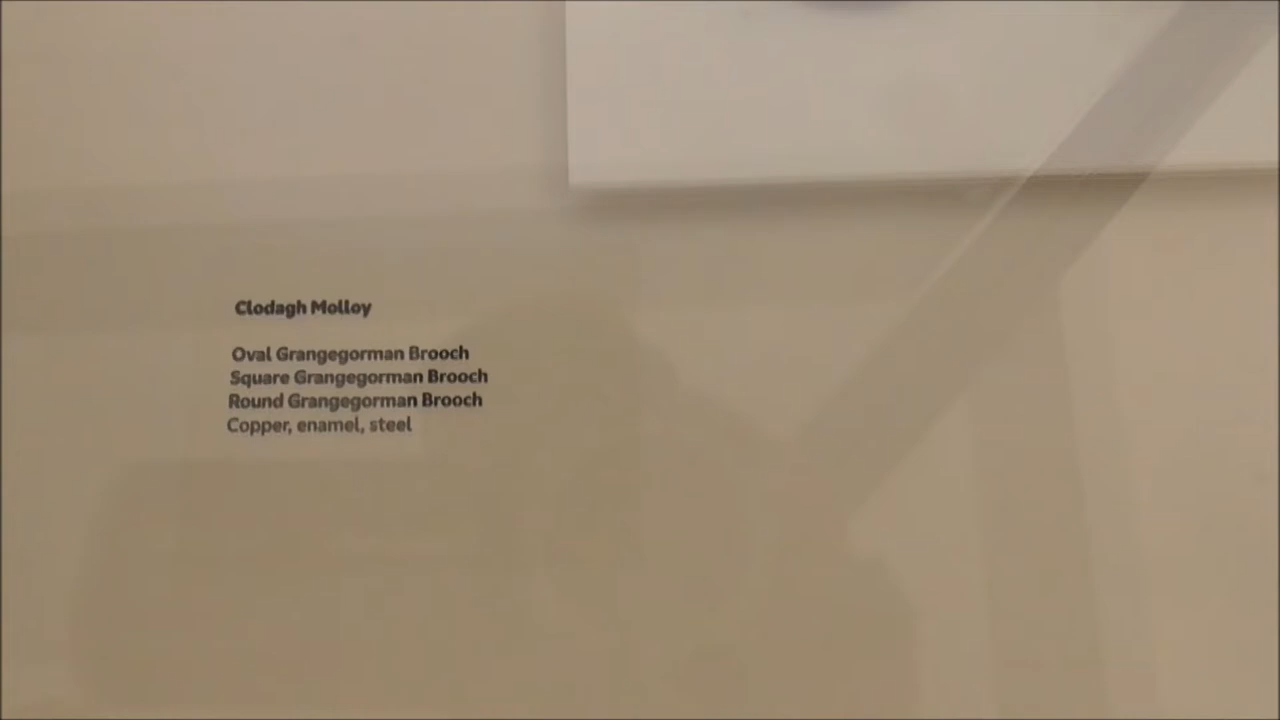 Clodagh Molloy
Oval Grangegorman Brooch
Square Grangegorman Brooch
Round Grangegorman Brooch
Copper, enamel, steel